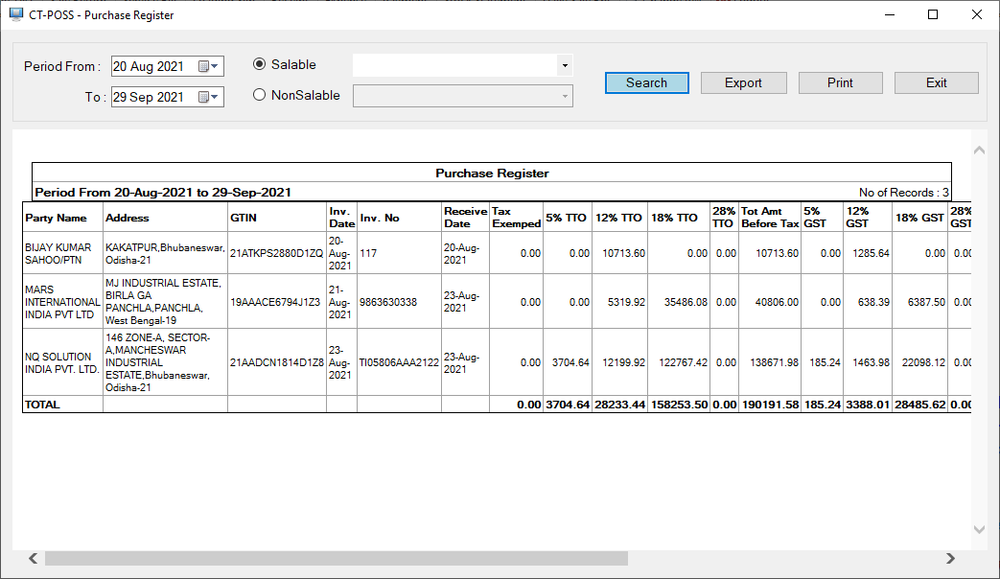 CT-POSS - Purchase Register
Period From : 20 Aug 2021 Salable
To : 29 Sep 2021 NonSalable
Search Export Print Exit
Purchase Register
Period From 20-Aug-2021 to 29-Sep-2021 No of Records : 3
Party Name Address GTIN Inv. Date Inv. No Receive Date Tax Exemped 5% TTO 12% TTO 18% TTO 28% TTO Tot Amt Before Tax 5% GST 12% GST 18% GST 28% GST
BIJAY KUMAR SAHOO/PTN KAKATPUR,Bhubaneswar, Odisha-21 21ATKPS2880D1ZQ 20-Aug-2021 117 20-Aug-2021 0.00 0.00 10713.60 0.00 0.00 10713.60 0.00 1285.64 0.00 0.00
MARS INTERNATIONAL INDIA PVT LTD MJ INDUSTRIAL ESTATE, BIRLA GA PANCHLA,PANCHLA, West Bengal-19 19AAACE6794J1Z3 21-Aug-2021 9863630338 23-Aug-2021 0.00 0.00 5319.92 35486.08 0.00 40806.00 0.00 638.39 6387.50 0.00
NQ SOLUTION INDIA PVT. LTD. 146 ZONE-A, SECTOR-A,MANCHESWAR INDUSTRIAL ESTATE,Bhubaneswar, Odisha-21 21AADCN1814D1Z8 23-Aug-2021 TI05806AAA2122 23-Aug-2021 0.00 3704.64 12199.92 122767.42 0.00 138671.98 185.24 1463.98 22098.12 0.00
TOTAL 0.00 3704.64 28233.44 158253.50 0.00 190191.58 185.24 3388.01 28485.62 0.00